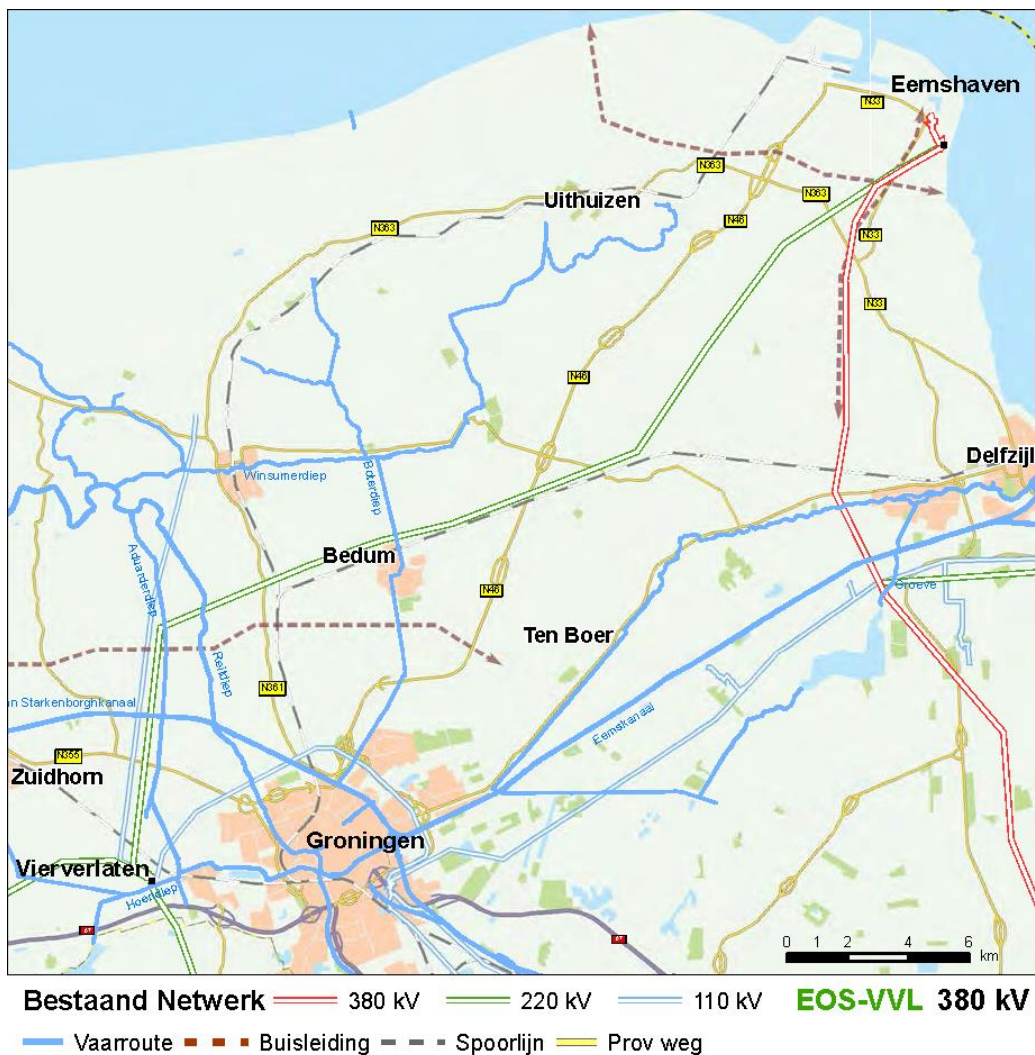 Eemshaven
N33
N363
Uithuizen
N363
N363
N46
N33
N33
N46
Delfzijl
Winsumerdiep
Boterdiep
Bedum
Aduarderdiep
N46
Groeve
Ten Boer
Reitdiep
N361
an Starkenborghkanaal
Eemskanaal
N355
Zuidhorn
Groningen
Vierverlaten
Hoendiep
0 1 2 4 6
km
Bestaand Netwerk 380 kV 220 kV 110 kV EOS-VVL 380 kV
Vaarroute Buisleiding Spoorlijn Prov weg